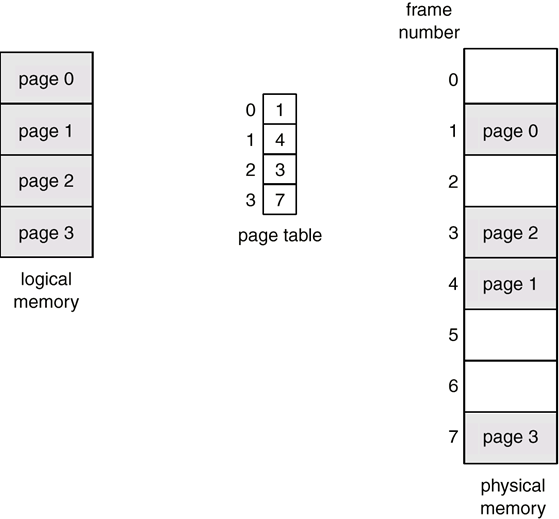 page 0
page 1
page 2
page 3
logical
memory
0 1
1 4
2 3
3 7
page table
frame
number
0
1 page 0
2
3 page 2
4 page 1
5
6
7 page 3
physical
memory